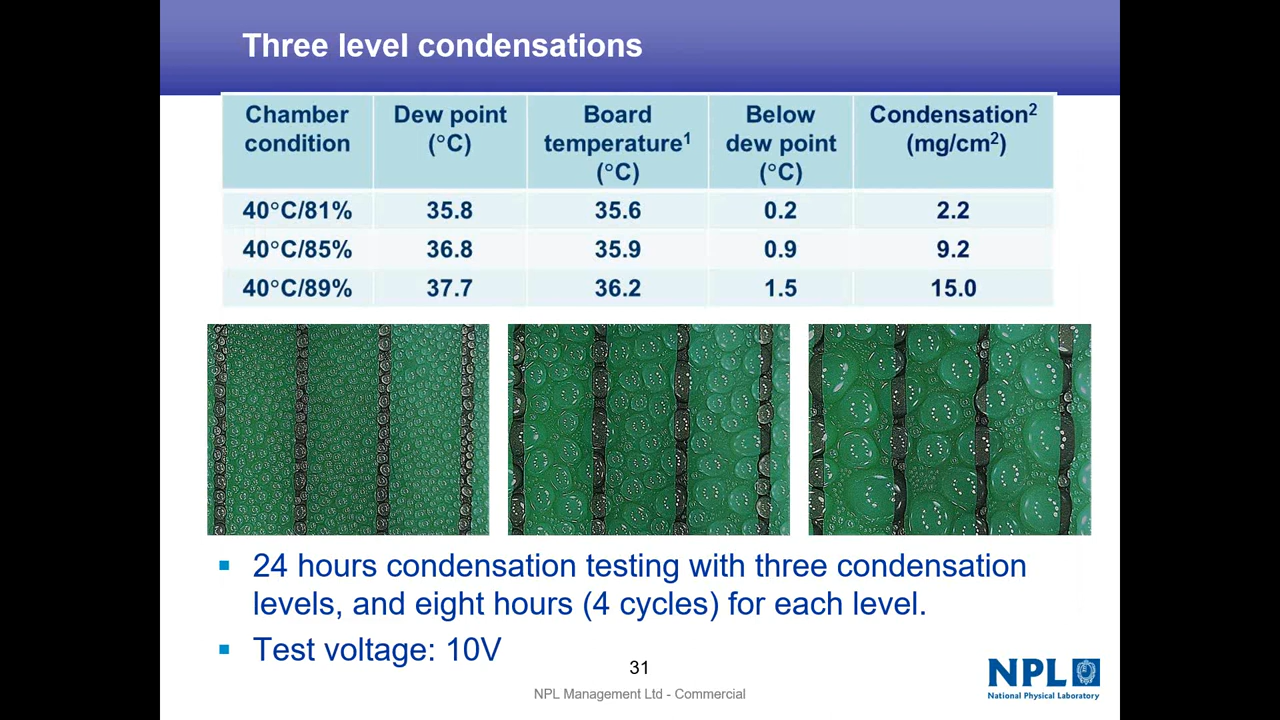 Three level condensations
Chamber condition
Dew point (°C)
Board temperature¹ (°C)
Below dew point (°C)
Condensation² (mg/cm²)
40°C/81% 35.8 35.6 0.2 2.2
40°C/85% 36.8 35.9 0.9 9.2
40°C/89% 37.7 36.2 1.5 15.0
▪ 24 hours condensation testing with three condensation
levels, and eight hours (4 cycles) for each level.
▪ Test voltage: 10V
31
NPL Management Ltd - Commercial
NPL
National Physical Laboratory